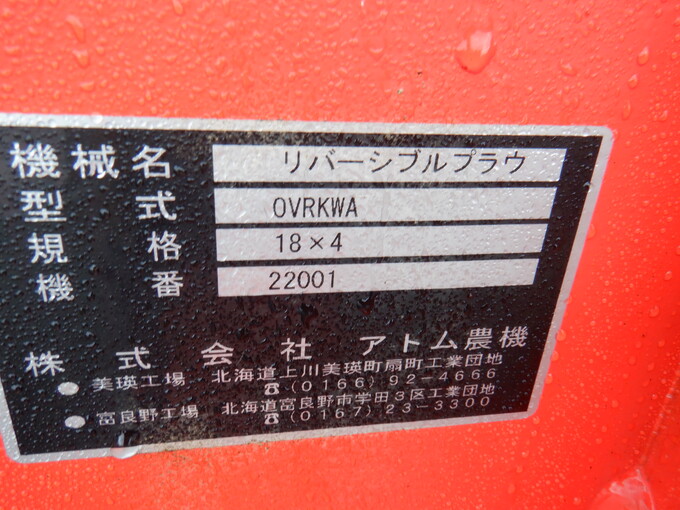 機械名 リバーシブルプラウ
型式 OVRKWA
規格 18×4
機番 22001
株式会社 アトム農機
美瑛工場 北海道上川美瑛町扇町工業団地
☎(0166)92-4666
富良野工場 北海道富良野市学田3区工業団地
☎(0167)23-3300